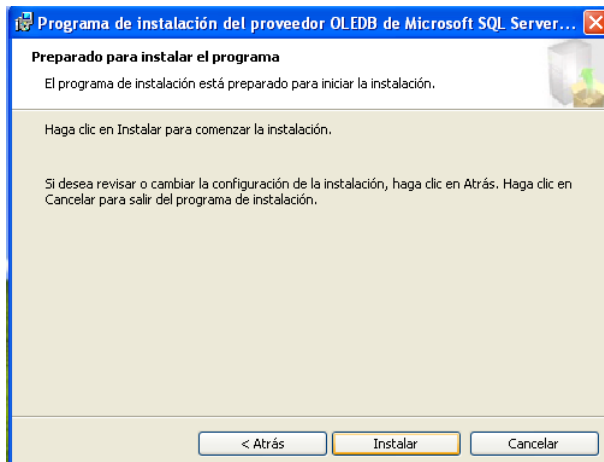 Programa de instalación del proveedor OLEDB de Microsoft SQL Server...
Preparado para instalar el programa
El programa de instalación está preparado para iniciar la instalación.
Haga clic en Instalar para comenzar la instalación.
Si desea revisar o cambiar la configuración de la instalación, haga clic en Atrás. Haga clic en
Cancelar para salir del programa de instalación.
< Atrás
Instalar
Cancelar